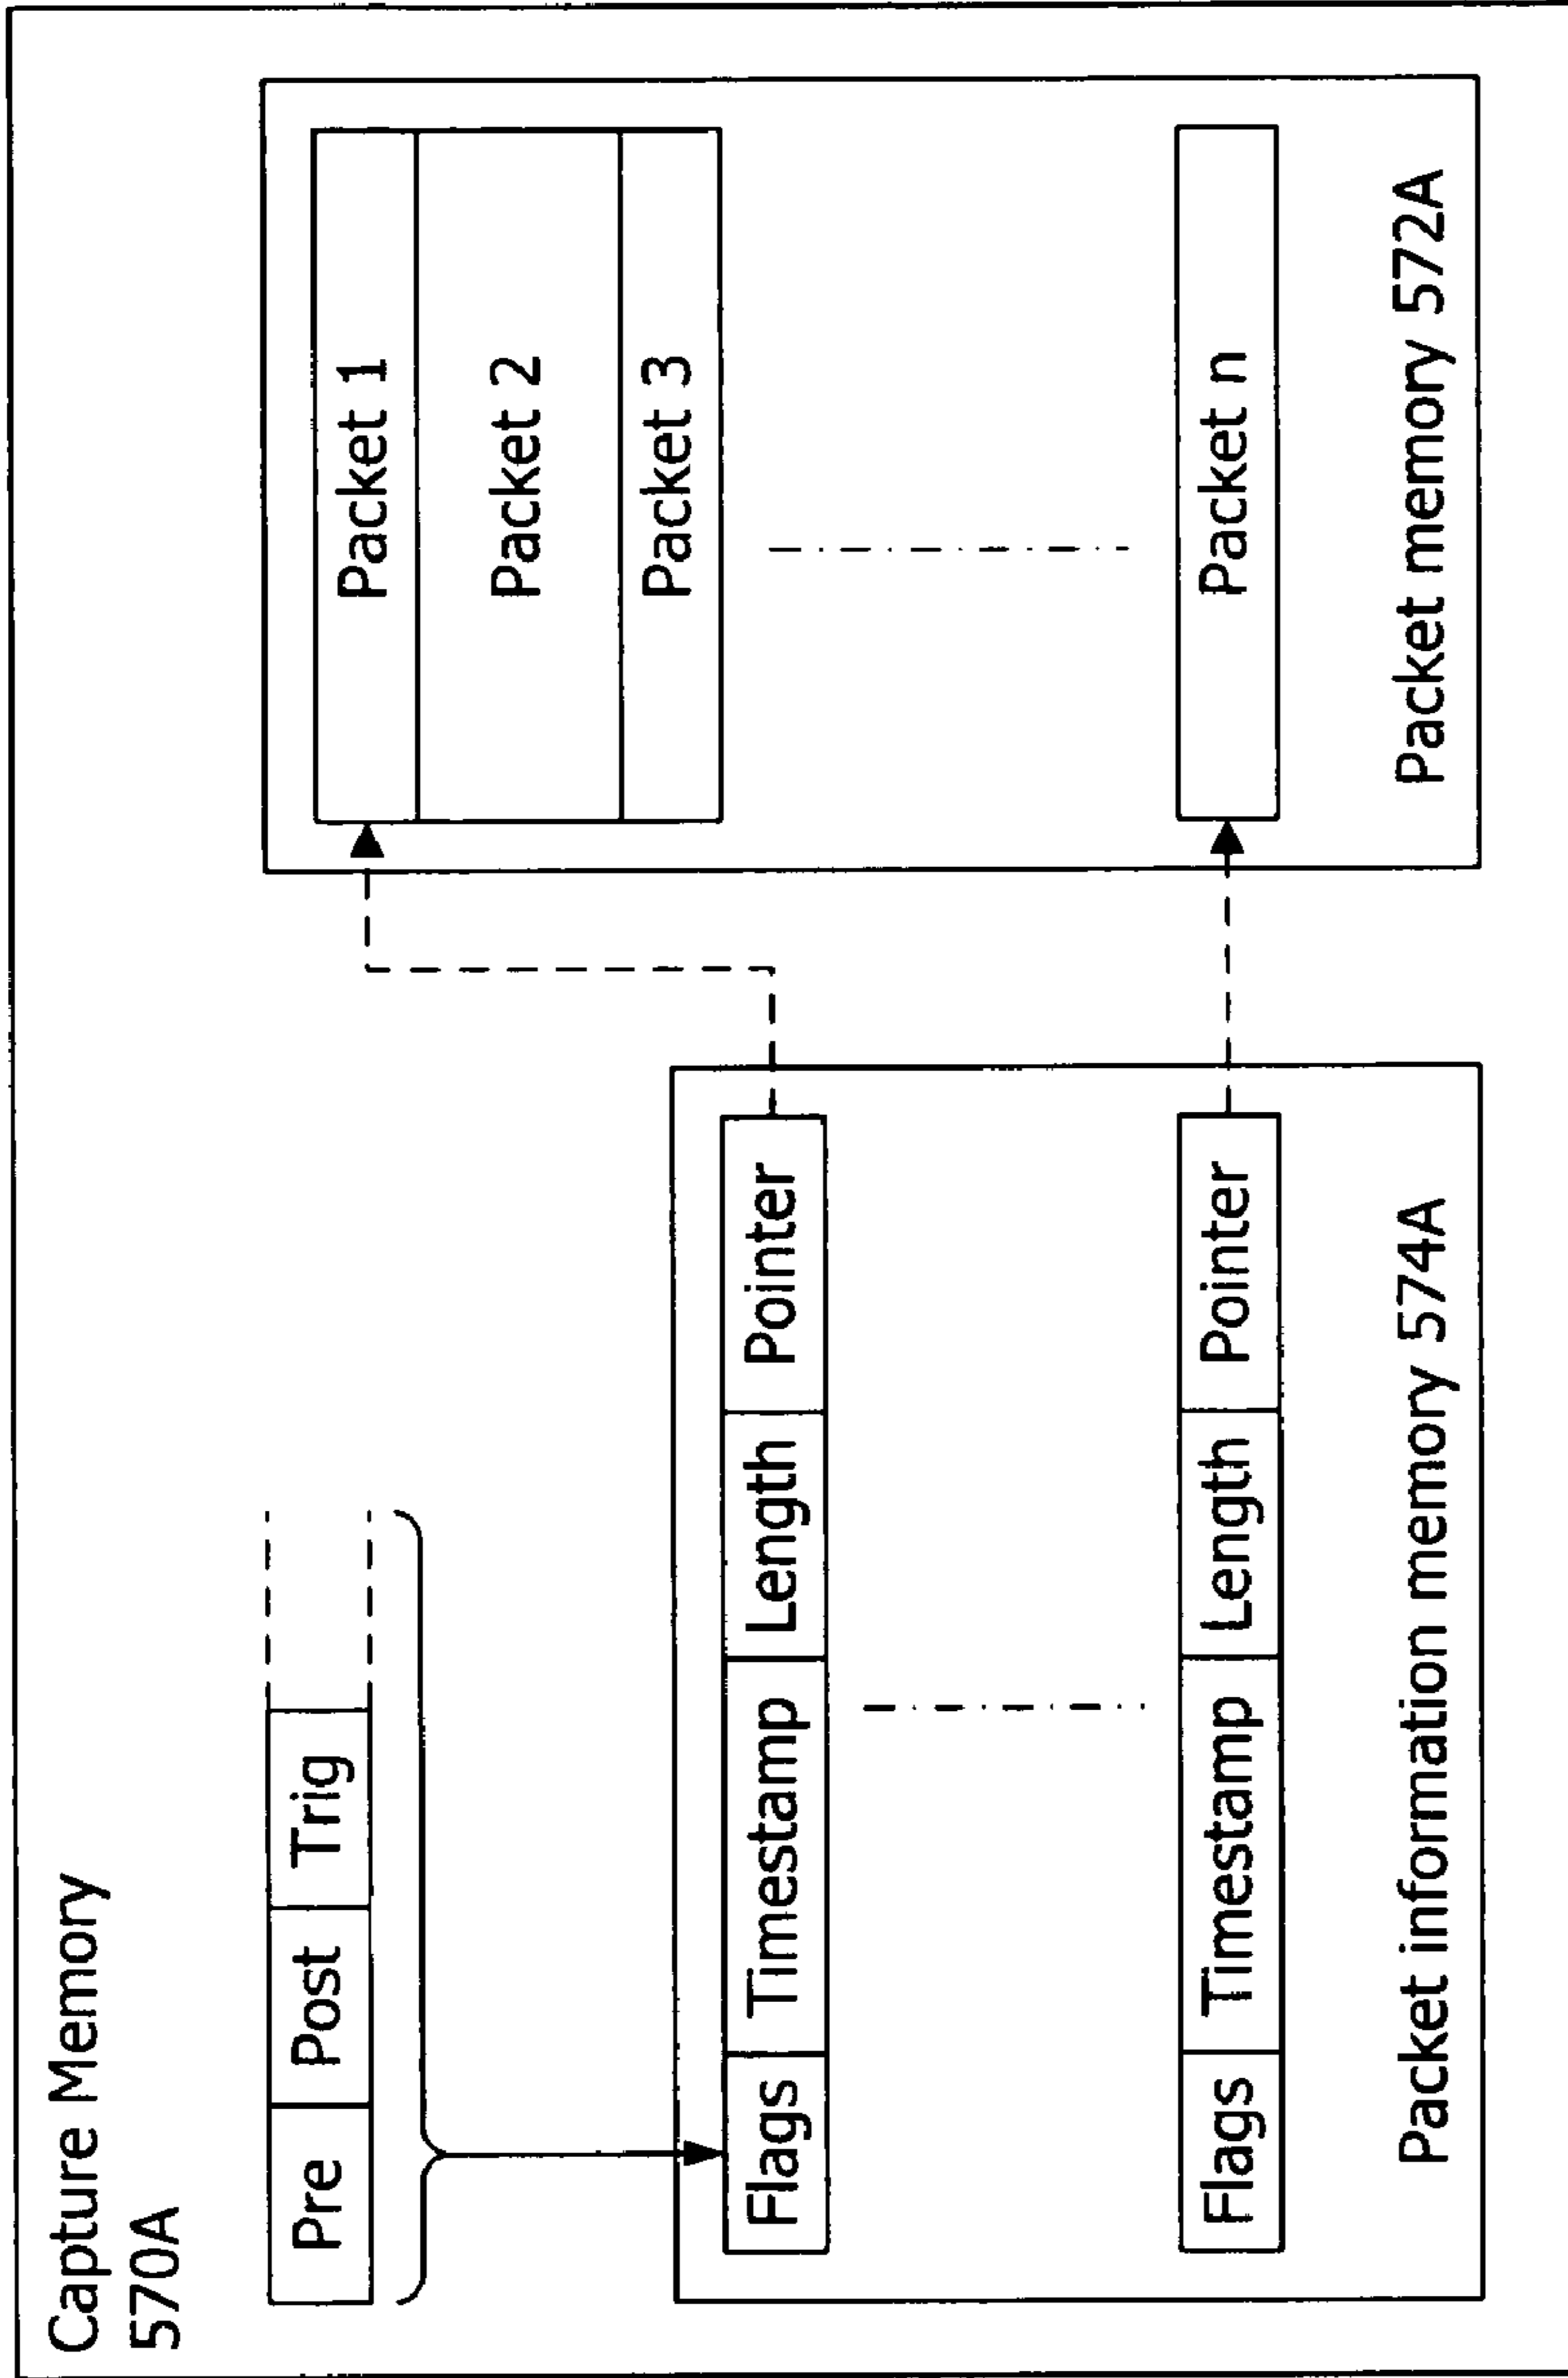 Capture Memory
570A
Pre Post Trig
Flags Timestamp Length Pointer
Flags Timestamp Length Pointer
Packet information memory 574A
Packet 1
Packet 2
Packet 3
Packet n
Packet memory 572A